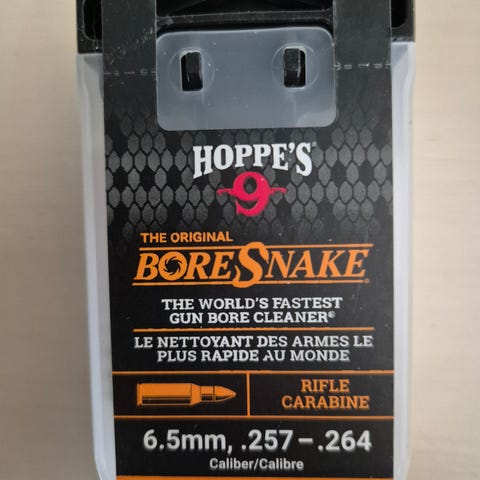 HOPPE'S
9
THE ORIGINAL
BORESNAKE®
THE WORLD'S FASTEST
GUN BORE CLEANER®
LE NETTOYANT DES ARMES LE
PLUS RAPIDE AU MONDE
RIFLE
CARABINE
6.5mm, .257–.264
Caliber/Calibre